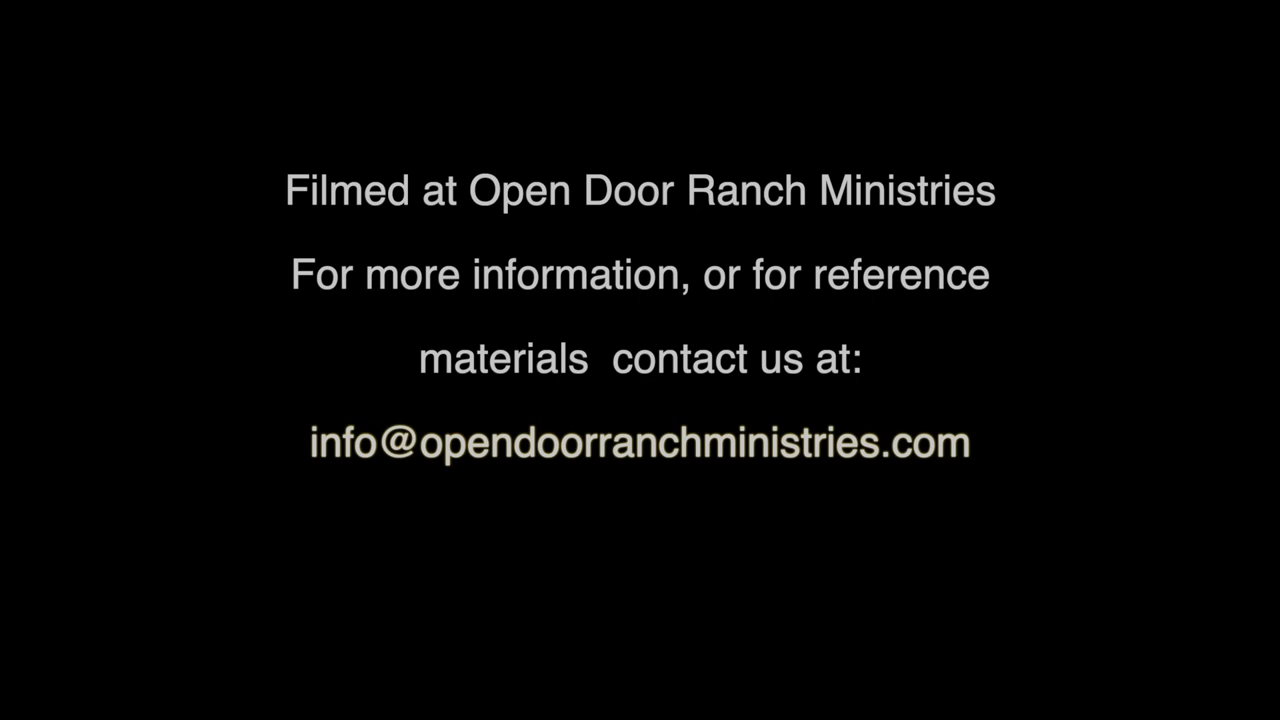 Filmed at Open Door Ranch Ministries
For more information, or for reference
materials  contact us at:
info@opendoorranchministries.com